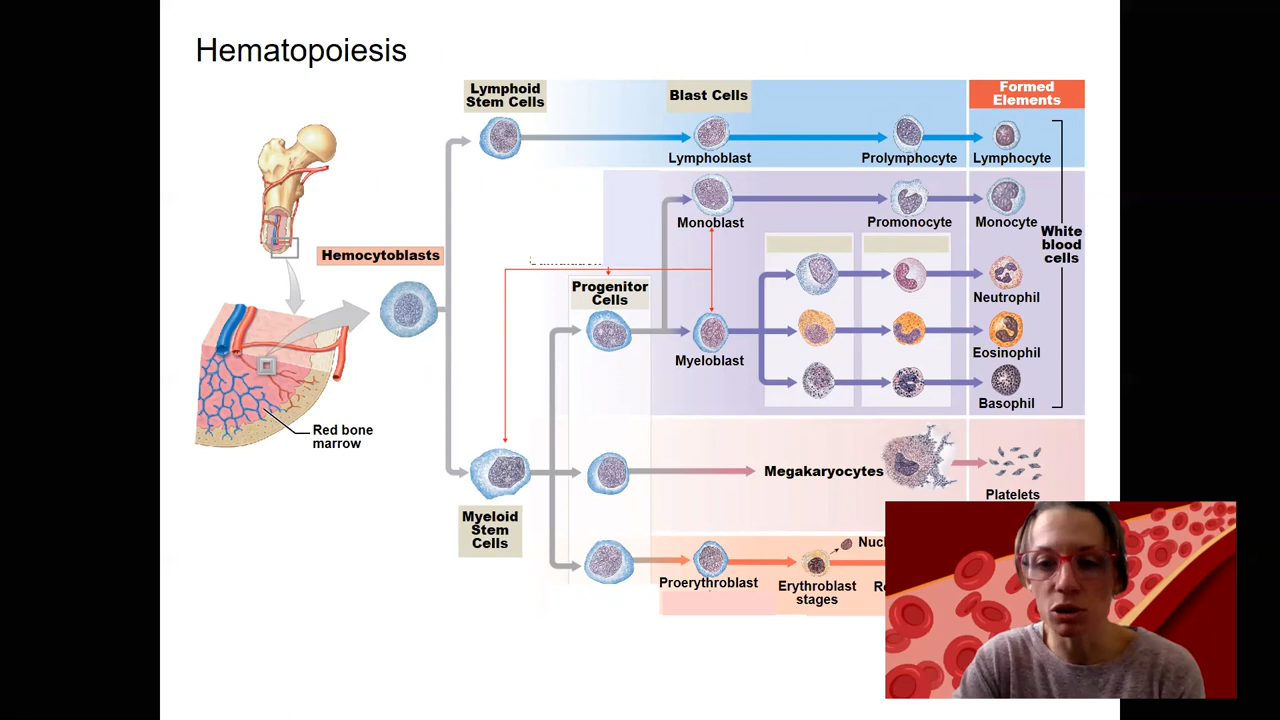 Hematopoiesis
Lymphoid
Stem Cells
Blast Cells
Formed
Elements
Lymphoblast
Prolymphocyte
Lymphocyte
Monoblast
Promonocyte
Monocyte
White
blood
cells
Hemocytoblasts
Progenitor
Cells
Neutrophil
Myeloblast
Eosinophil
Basophil
Red bone
marrow
Megakaryocytes
Platelets
Myeloid
Stem
Cells
Nucl
Proerythroblast
Erythroblast
stages